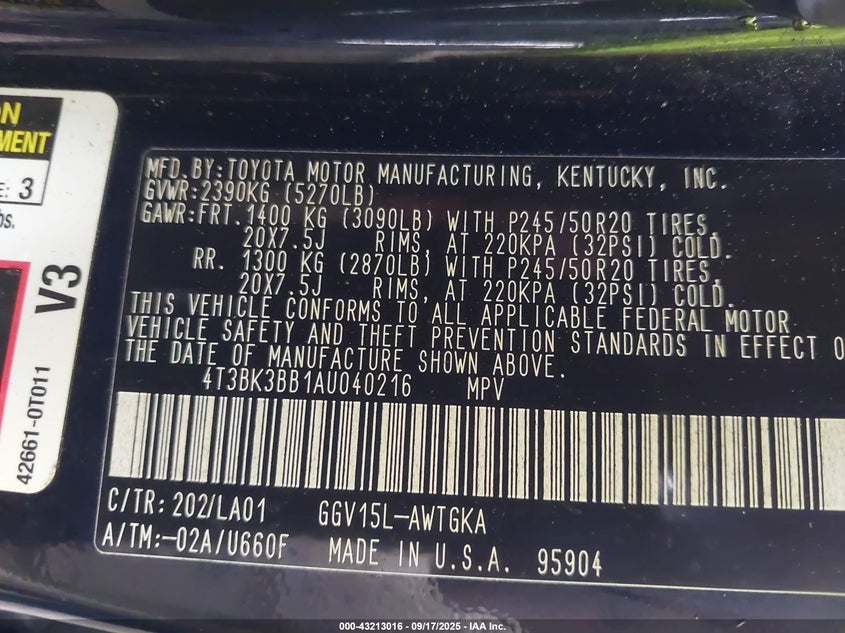 ON
MENT
E: 3
bs.
V3
42661-0T011
MFD. BY: TOYOTA MOTOR MANUFACTURING, KENTUCKY, INC.
GVWR: 2390KG (5270LB)
GAWR: FRT. 1400 KG (3090LB) WITH P245/50R20 TIRES,
20X7.5J RIMS, AT 220KPA (32PSI) COLD.
RR. 1300 KG (2870LB) WITH P245/50R20 TIRES,
20X7.5J RIMS, AT 220KPA (32PSI) COLD.
THIS VEHICLE CONFORMS TO ALL APPLICABLE FEDERAL MOTOR
VEHICLE SAFETY AND THEFT PREVENTION STANDARDS IN EFFECT O
THE DATE OF MANUFACTURE SHOWN ABOVE.
4T3BK3BB1AU040216 MPV
C/TR: 202/LA01 GGV15L-AWTGKA
A/TM:-02A/U660F MADE IN U.S.A. 95904
000-43213016 - 09/17/2025 - IAA Inc.